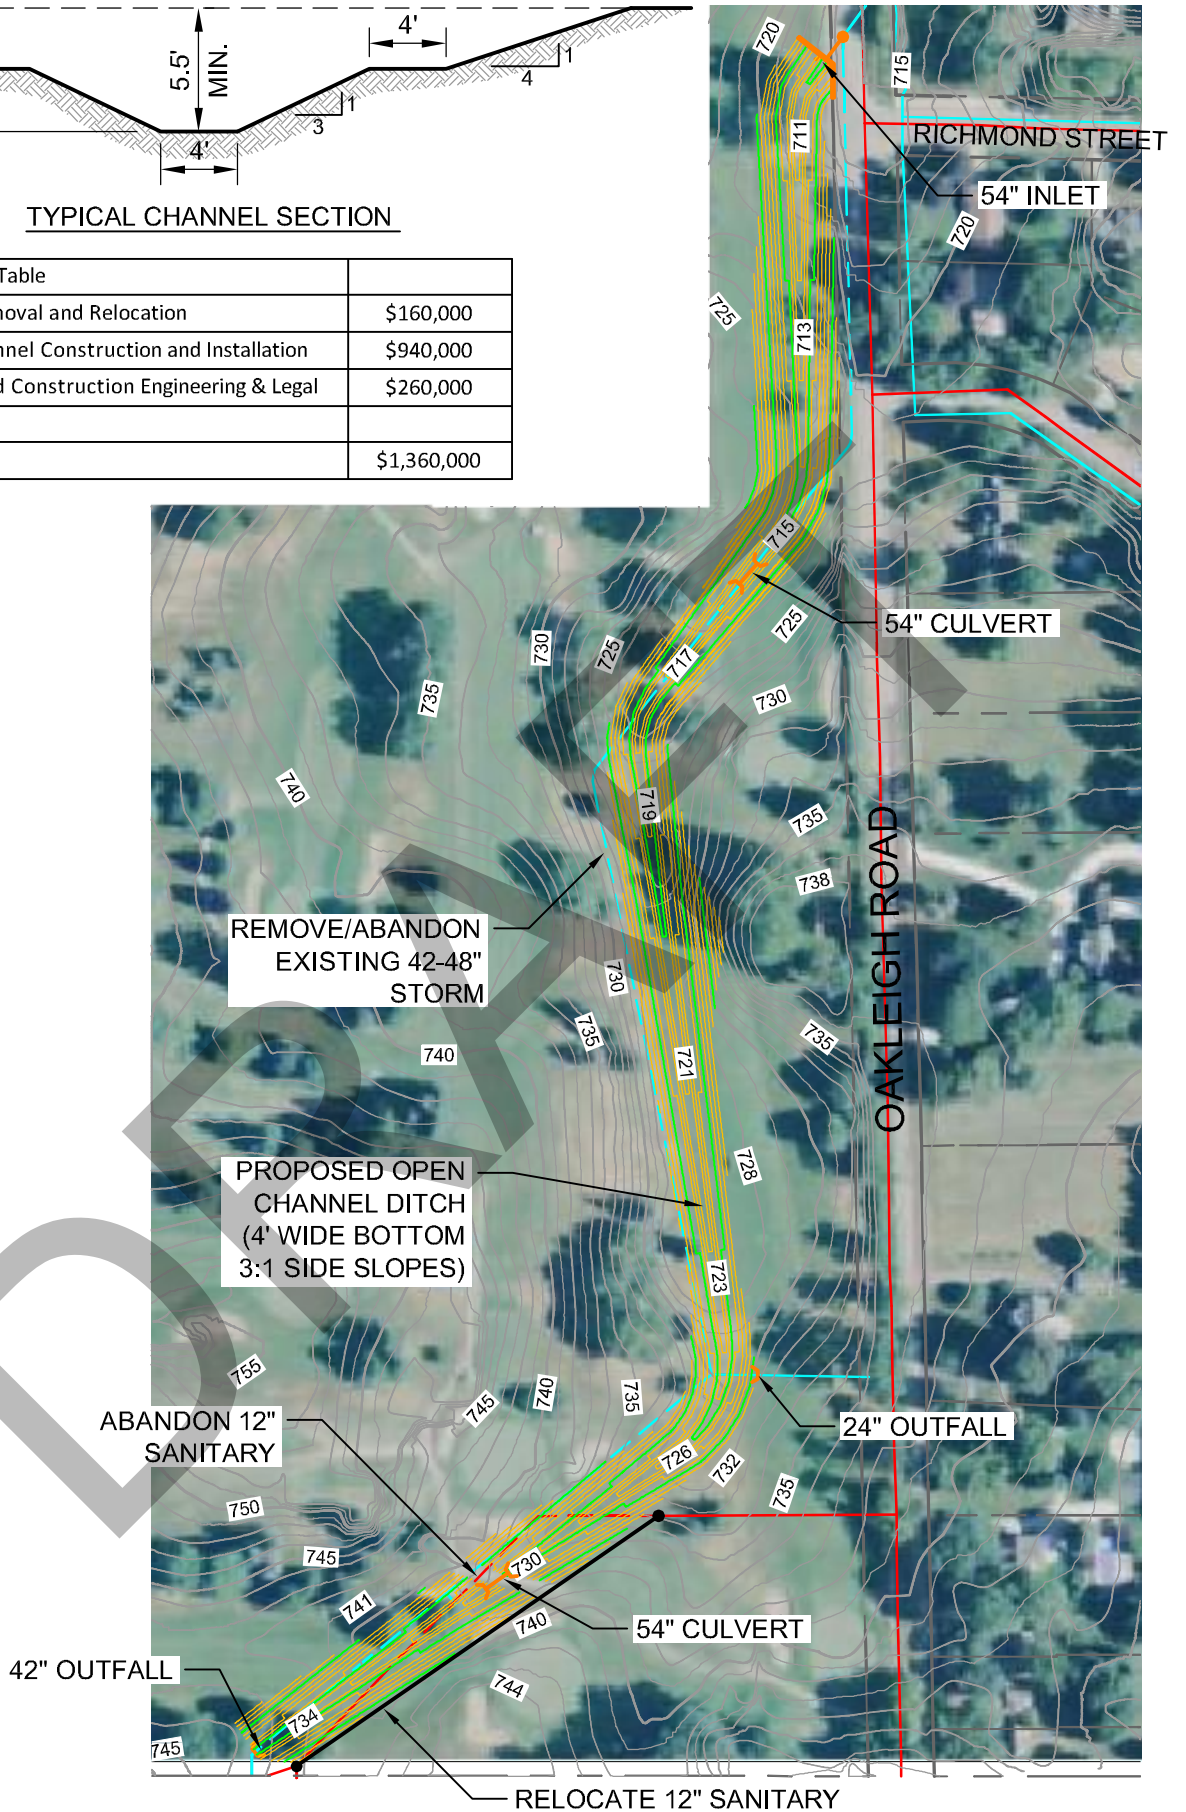 4'
5.5'
MIN.
1
4
1
3
4'
TYPICAL CHANNEL SECTION
Table
and Relocation $160,000
Construction and Installation $940,000
Construction Engineering & Legal $260,000
$1,360,000
720
715
711
RICHMOND STREET
54" INLET
720
725
713
715
725
54" CULVERT
730
725
717
735
730
740
719
735
738
OAKLEIGH ROAD
REMOVE/ABANDON
EXISTING 42-48"
STORM
730
735
740
735
721
728
PROPOSED OPEN
CHANNEL DITCH
(4' WIDE BOTTOM
3:1 SIDE SLOPES)
723
755
745
740
735
ABANDON 12"
SANITARY
24" OUTFALL
726
732
735
750
745
730
741
740
54" CULVERT
42" OUTFALL
744
734
745
RELOCATE 12" SANITARY
DRAFT